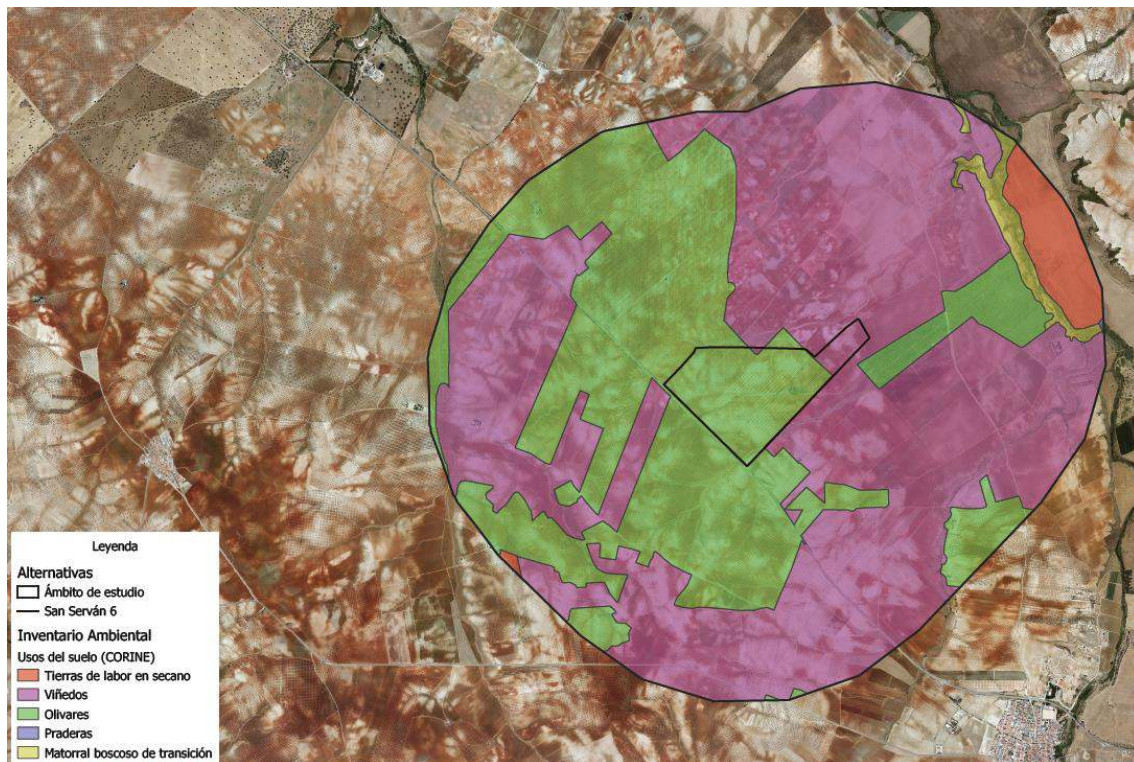 Leyenda
Alternativas
Ámbito de estudio
San Serván 6
Inventario Ambiental
Usos del suelo (CORINE)
Tierras de labor en secano
Viñedos
Olivares
Praderas
Matorral boscoso de transición